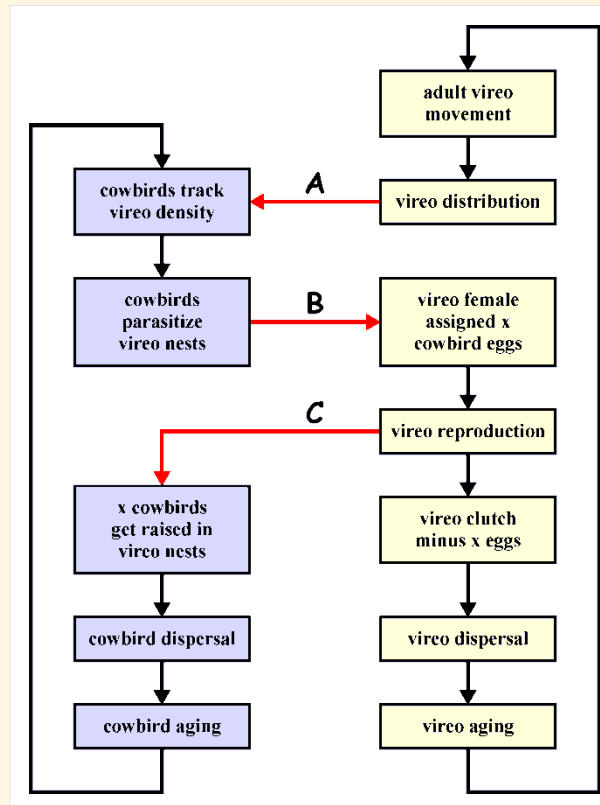 adult vireo
movement
A
cowbirds track
vireo density
vireo distribution
cowbirds
parasitize
vireo nests
B
vireo female
assigned x
cowbird eggs
C
vireo reproduction
x cowbirds
get raised in
vireo nests
vireo clutch
minus x eggs
cowbird dispersal
vireo dispersal
cowbird aging
vireo aging